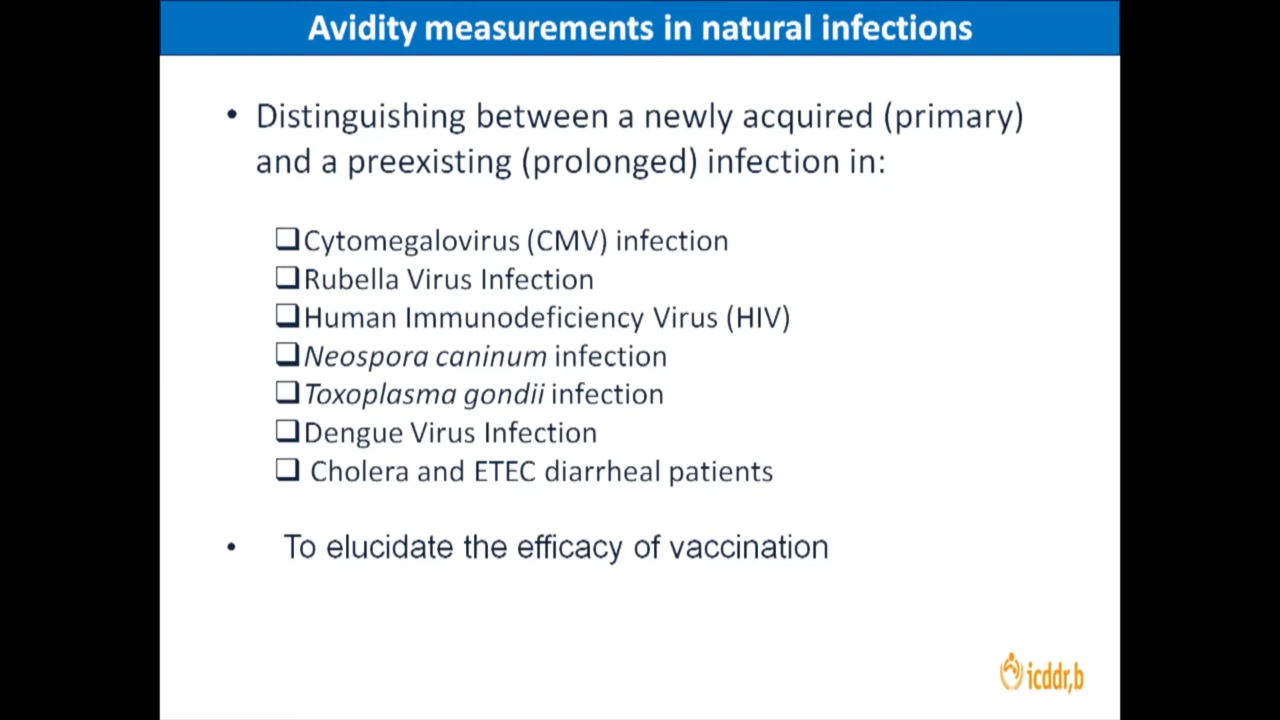 Avidity measurements in natural infections
• Distinguishing between a newly acquired (primary)
and a preexisting (prolonged) infection in:
❑Cytomegalovirus (CMV) infection
❑Rubella Virus Infection
❑Human Immunodeficiency Virus (HIV)
❑Neospora caninum infection
❑Toxoplasma gondii infection
❑Dengue Virus Infection
❑ Cholera and ETEC diarrheal patients
• To elucidate the efficacy of vaccination
icddr,b